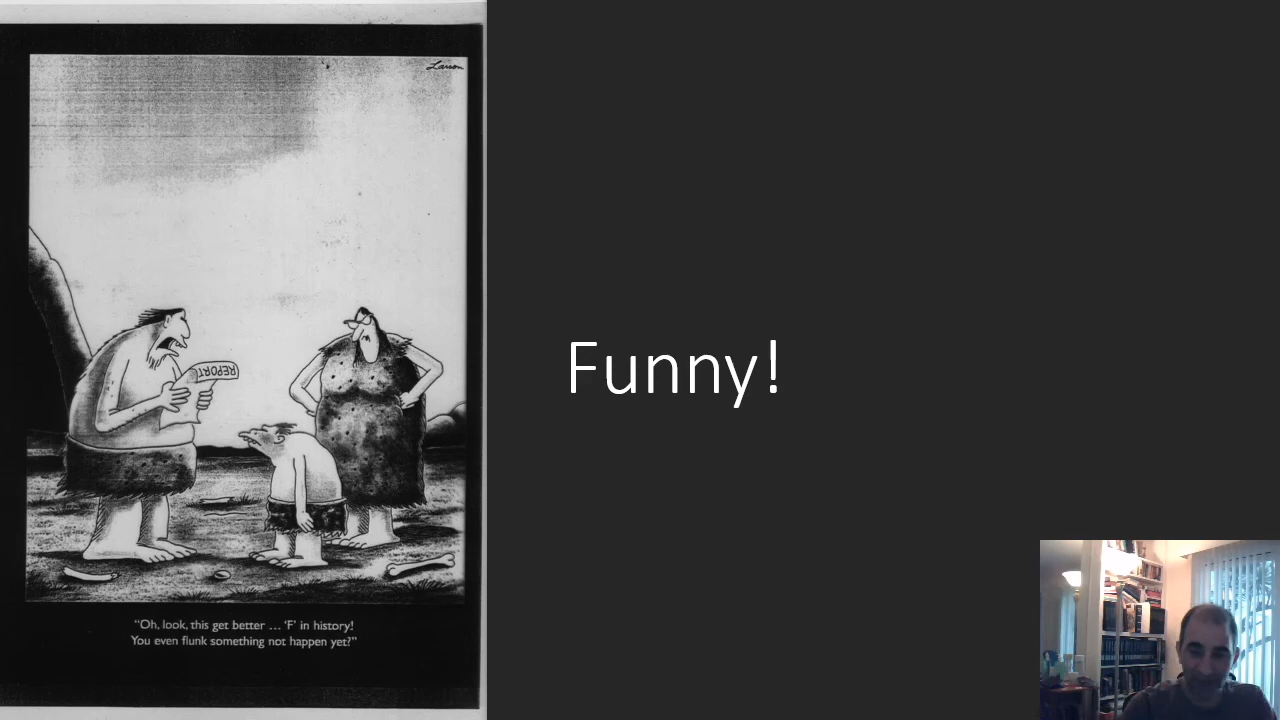 Larson
REPORT
"Oh, look, this get better ... 'F' in history!
You even flunk something not happen yet?"
Funny!